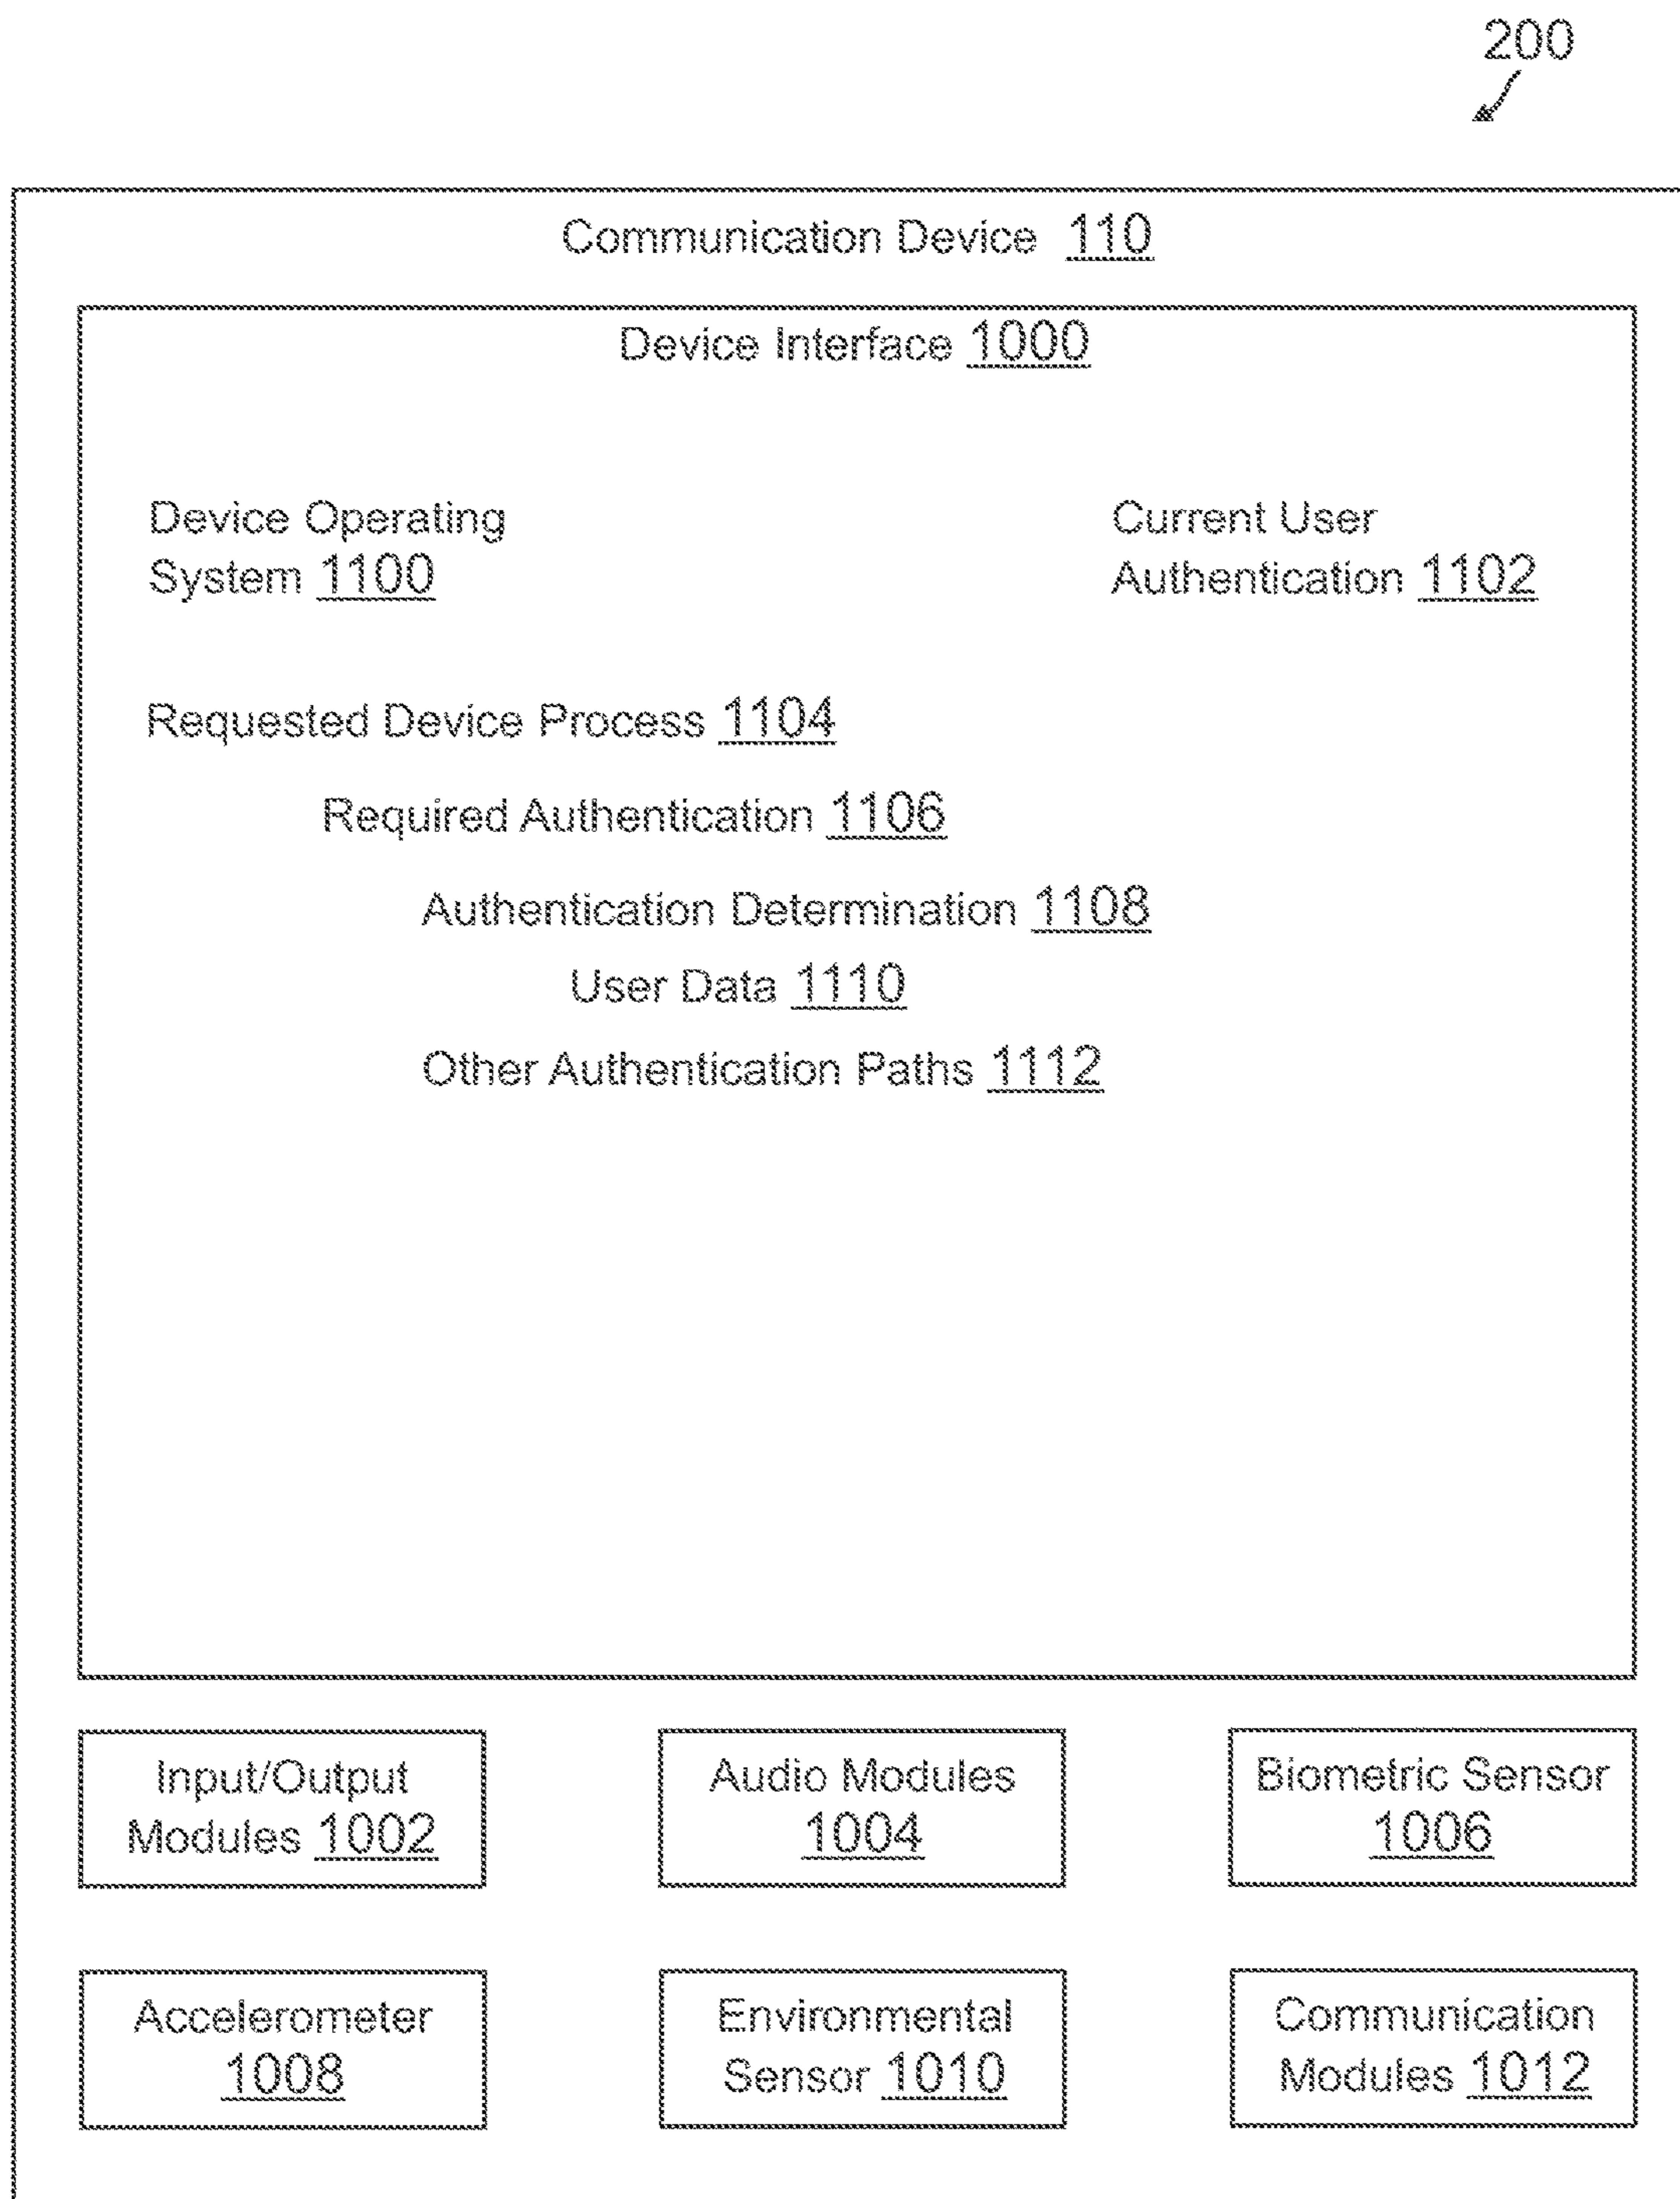 200
Communication Device 110
Device Interface 1000
Device Operating
System 1100
Current User
Authentication 1102
Requested Device Process 1104
Required Authentication 1106
Authentication Determination 1108
User Data 1110
Other Authentication Paths 1112
Input/Output
Modules 1002
Audio Modules
1004
Biometric Sensor
1006
Accelerometer
1008
Environmental
Sensor 1010
Communication
Modules 1012